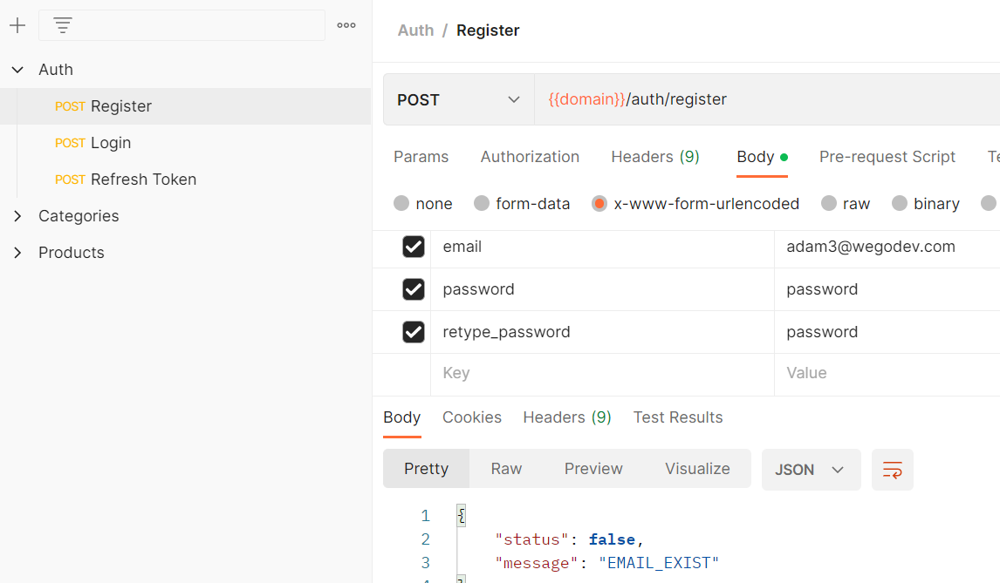 Auth
POST Register
POST Login
POST Refresh Token
Categories
Products
Auth / Register
POST {{domain}}/auth/register
Params Authorization Headers (9) Body Pre-request Script
none form-data x-www-form-urlencoded raw binary
email adam3@wegodev.com
password password
retype_password password
Key Value
Body Cookies Headers (9) Test Results
Pretty Raw Preview Visualize JSON
1 {
2 "status": false,
3 "message": "EMAIL_EXIST"